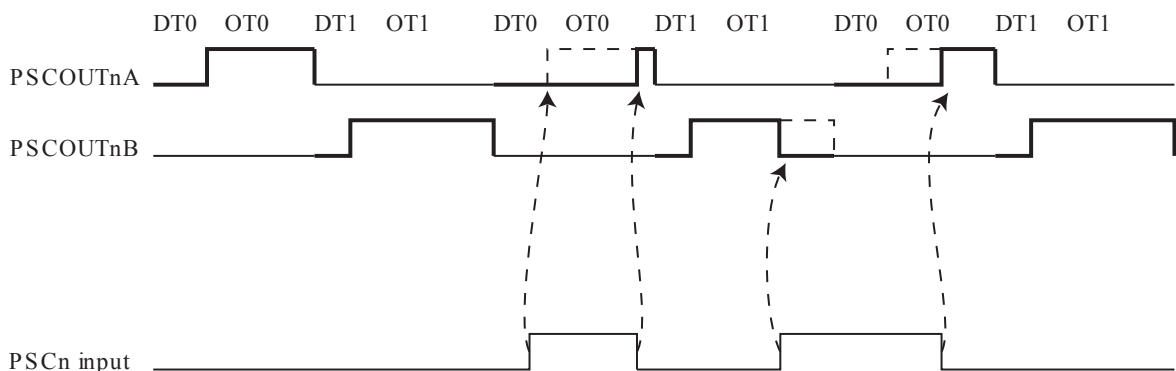 DT0 OT0 DT1 OT1 DT0 OT0 DT1 OT1 DT0 OT0 DT1 OT1
PSCOUTnA
PSCOUTnB
PSCn input